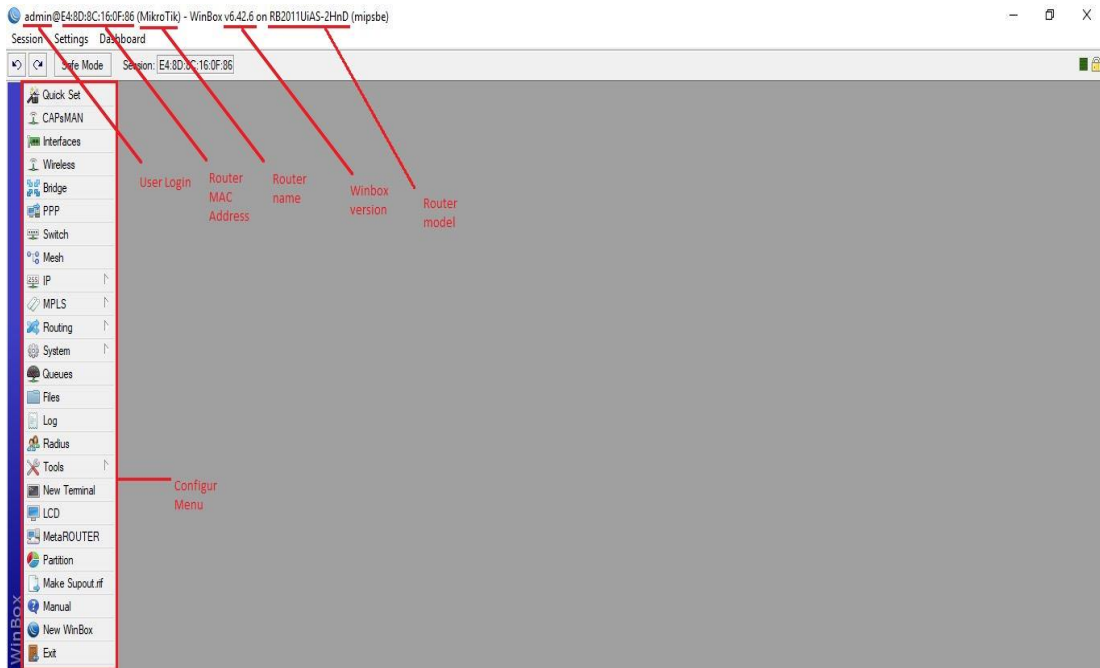 admin@E4:8D:8C:16:0F:86 (MikroTik) - WinBox v6.42.6 on RB2011UiAS-2HnD (mipsbe)
Session Settings Dashboard
Safe Mode Session: E4:8D:8C:16:0F:86
Quick Set
CAPsMAN
Interfaces
Wireless
Bridge
PPP
Switch
Mesh
IP
MPLS
Routing
System
Queues
Files
Log
Radius
Tools
New Terminal
LCD
MetaROUTER
Partition
Make Supout.rif
Manual
New WinBox
Exit
WinBox
User Login
Router
MAC
Address
Router
name
Winbox
version
Router
model
Configur
Menu